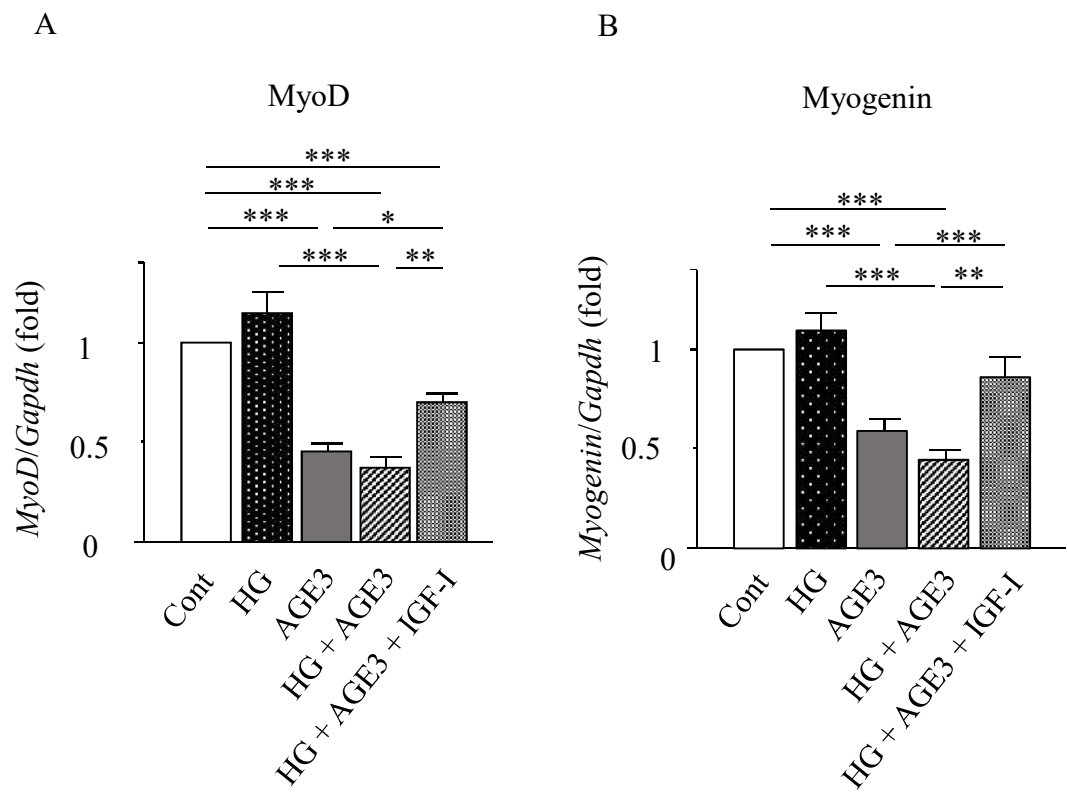 A
MyoD
***
***
***
*
***
**
MyoD/Gapdh (fold)
1
0.5
0
Cont
HG
AGE3
HG + AGE3
HG + AGE3 + IGF-I
B
Myogenin
***
***
***
***
**
Myogenin/Gapdh (fold)
1
0.5
0
Cont
HG
AGE3
HG + AGE3
HG + AGE3 + IGF-I